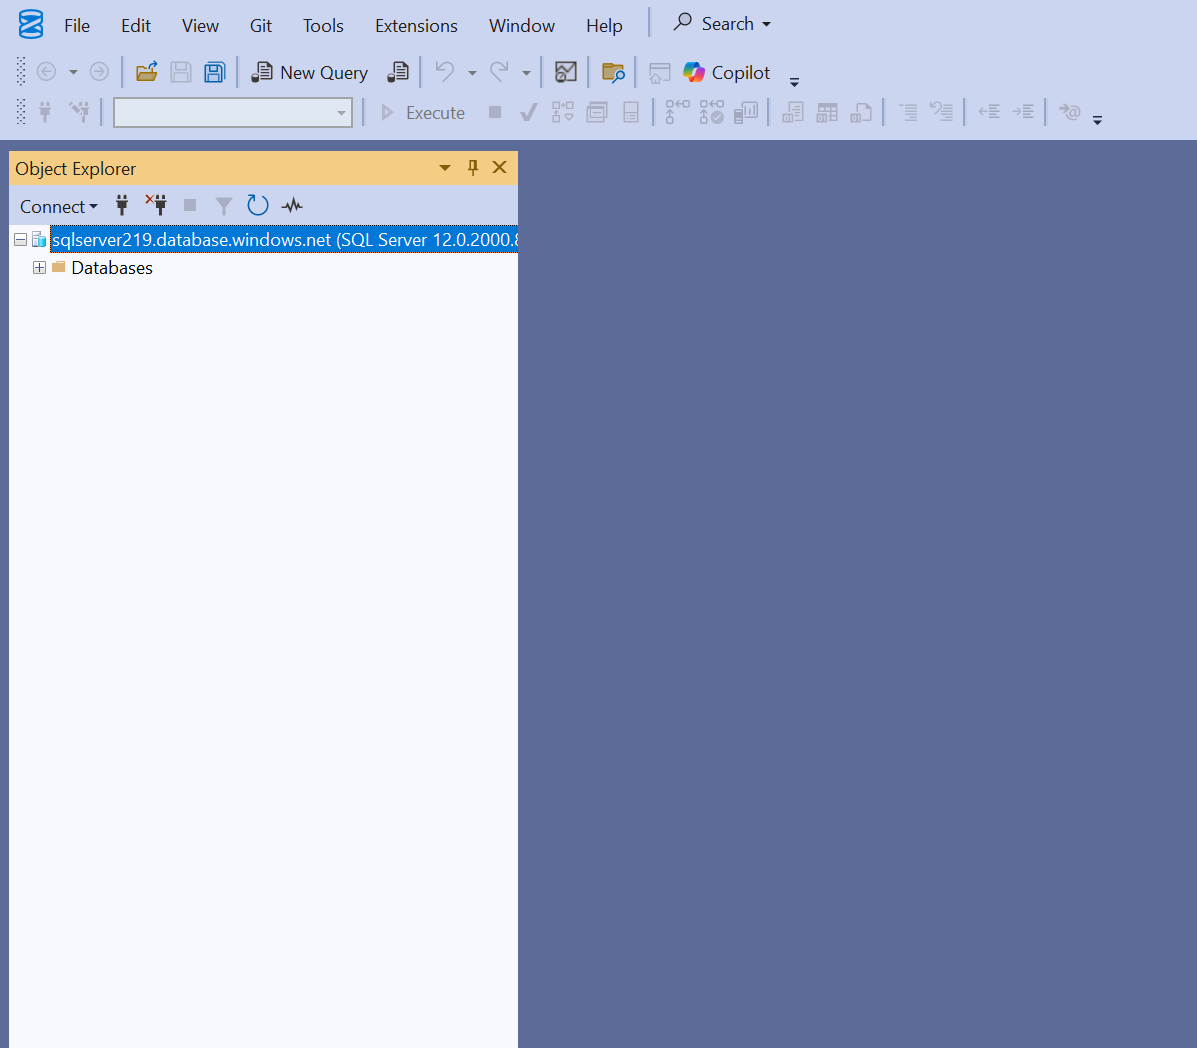 File Edit View Git Tools Extensions Window Help Search
New Query Copilot
Execute
Object Explorer
Connect
sqlserver219.database.windows.net (SQL Server 12.0.2000.8
Databases